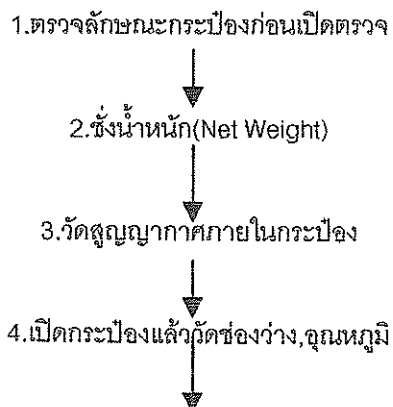 1.ตรวจลักษณะกระป๋องก่อนเปิดตรวจ
2.ชั่งน้ำหนัก(Net Weight)
3.วัดสูญญากาศภายในกระป๋อง
4.เปิดกระป๋องแล้ววัดช่องว่าง,อุณหภูมิ